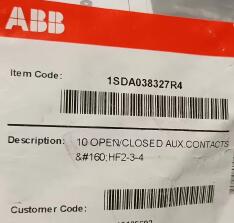 ABB
Item Code: 1SDA038327R4
Description: 10 OPEN/CLOSED AUX.CONTACTS
&#160;HF2-3-4
Customer Code: